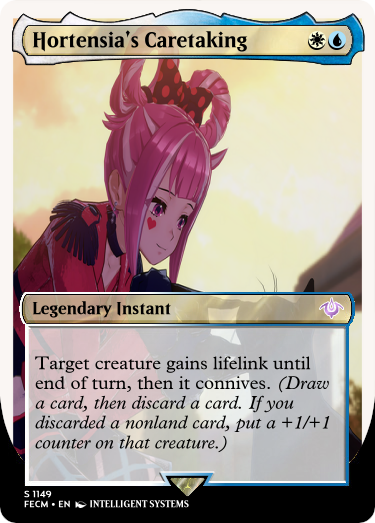 Hortensia's Caretaking
Legendary Instant
Target creature gains lifelink until
end of turn, then it connives. (Draw
a card, then discard a card. If you
discarded a nonland card, put a +1/+1
counter on that creature.)
S 1149
FECM • EN INTELLIGENT SYSTEMS